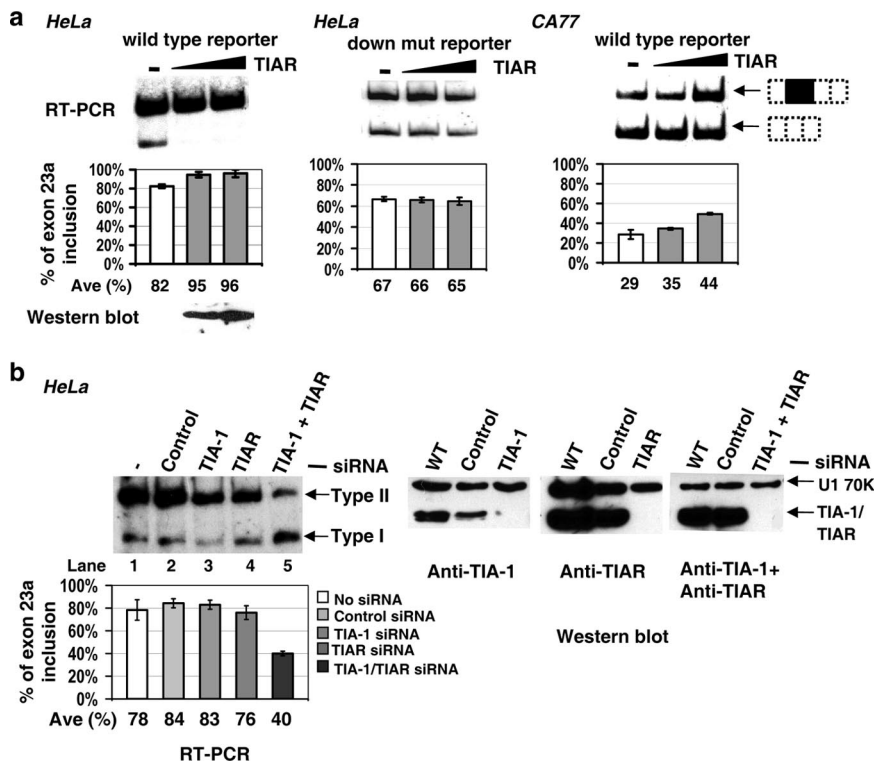 a HeLa HeLa CA77
wild type reporter down mut reporter wild type reporter
- TIAR - TIAR - TIAR
RT-PCR
% of exon 23a inclusion
100% 100% 100%
80% 80% 80%
60% 60% 60%
40% 40% 40%
20% 20% 20%
0% 0% 0%
Ave (%) 82 95 96 67 66 65 29 35 44
Western blot
b HeLa
- Control TIA-1 TIAR TIA-1 + TIAR — siRNA
WT Control TIA-1 WT Control TIAR WT Control TIA-1 + TIAR — siRNA
Type II
Type I
U1 70K
TIA-1/
TIAR
Lane 1 2 3 4 5
Anti-TIA-1 Anti-TIAR Anti-TIA-1+
Anti-TIAR
Western blot
% of exon 23a
inclusion
100%
80%
60%
40%
20%
0%
No siRNA
Control siRNA
TIA-1 siRNA
TIAR siRNA
TIA-1/TIAR siRNA
Ave (%) 78 84 83 76 40
RT-PCR